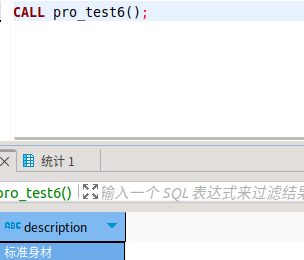 CALL pro_test6();
统计 1
pro_test6()
输入一个 SQL 表达式来过滤结果
ABC description
标准身材